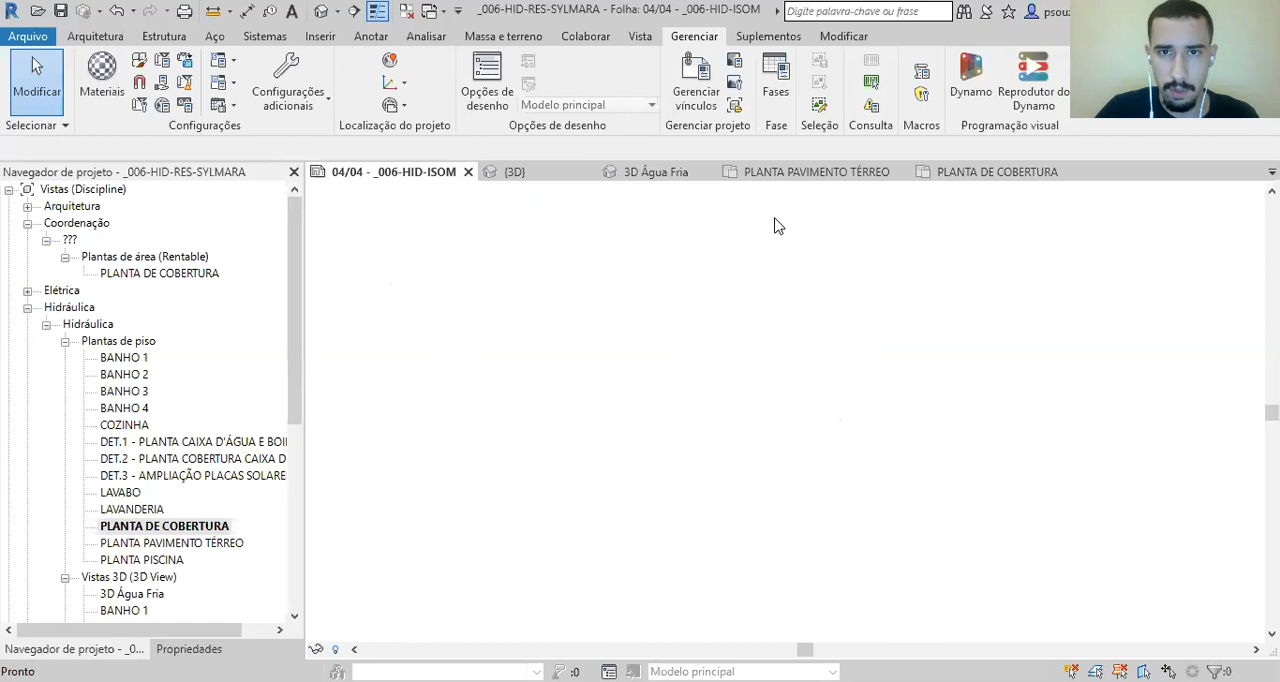 _006-HID-RES-SYLMARA - Folha: 04/04 - _006-HID-ISOM
Digite palavra-chave ou frase
Arquivo Arquitetura Estrutura Aço Sistemas Inserir Anotar Analisar Massa e terreno Colaborar Vista Gerenciar Suplementos Modificar
Modificar
Selecionar
Configurações adicionais
Configurações
Localização do projeto
Opções de desenho
Modelo principal
Opções de desenho
Gerenciar vínculos
Gerenciar projeto
Fases
Fase
Seleção
Consulta
Macros
Dynamo
Reprodutor do Dynamo
Programação visual
Navegador de projeto - _006-HID-RES-SYLMARA
04/04 - _006-HID-ISOM
{3D}
3D Água Fria
PLANTA PAVIMENTO TÉRREO
PLANTA DE COBERTURA
Vistas (Discipline)
Arquitetura
Coordenação
???
Plantas de área (Rentable)
PLANTA DE COBERTURA
Elétrica
Hidráulica
Hidráulica
Plantas de piso
BANHO 1
BANHO 2
BANHO 3
BANHO 4
COZINHA
DET.1 - PLANTA CAIXA D'ÁGUA E BOI
DET.2 - PLANTA COBERTURA CAIXA D
DET.3 - AMPLIAÇÃO PLACAS SOLARE
LAVABO
LAVANDERIA
PLANTA DE COBERTURA
PLANTA PAVIMENTO TÉRREO
PLANTA PISCINA
Vistas 3D (3D View)
3D Água Fria
BANHO 1
Navegador de projeto - _0...
Propriedades
Pronto
:0
Modelo principal
:0